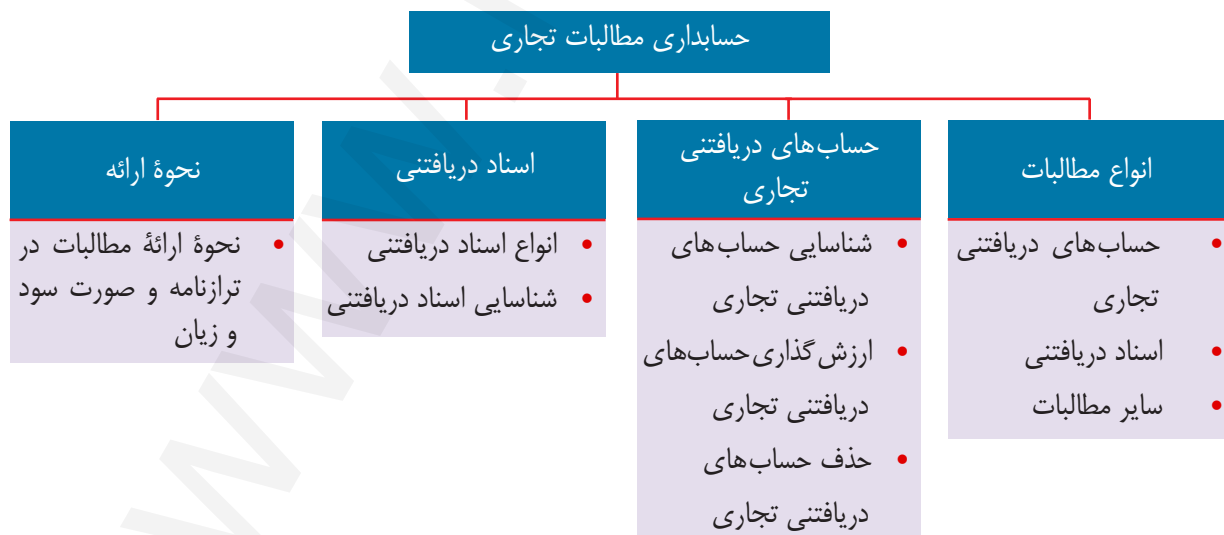 حسابداری مطالبات تجاری
انواع مطالبات
• حساب‌های دریافتنی
تجاری
• اسناد دریافتنی
• سایر مطالبات
حساب‌های دریافتنی
تجاری
• شناسایی حساب‌های
دریافتنی تجاری
• ارزش‌گذاری حساب‌های
دریافتنی تجاری
• حذف حساب‌های
دریافتنی تجاری
اسناد دریافتنی
• انواع اسناد دریافتنی
• شناسایی اسناد دریافتنی
نحوهٔ ارائه
• نحوهٔ ارائهٔ مطالبات در
ترازنامه و صورت سود
و زیان
www.